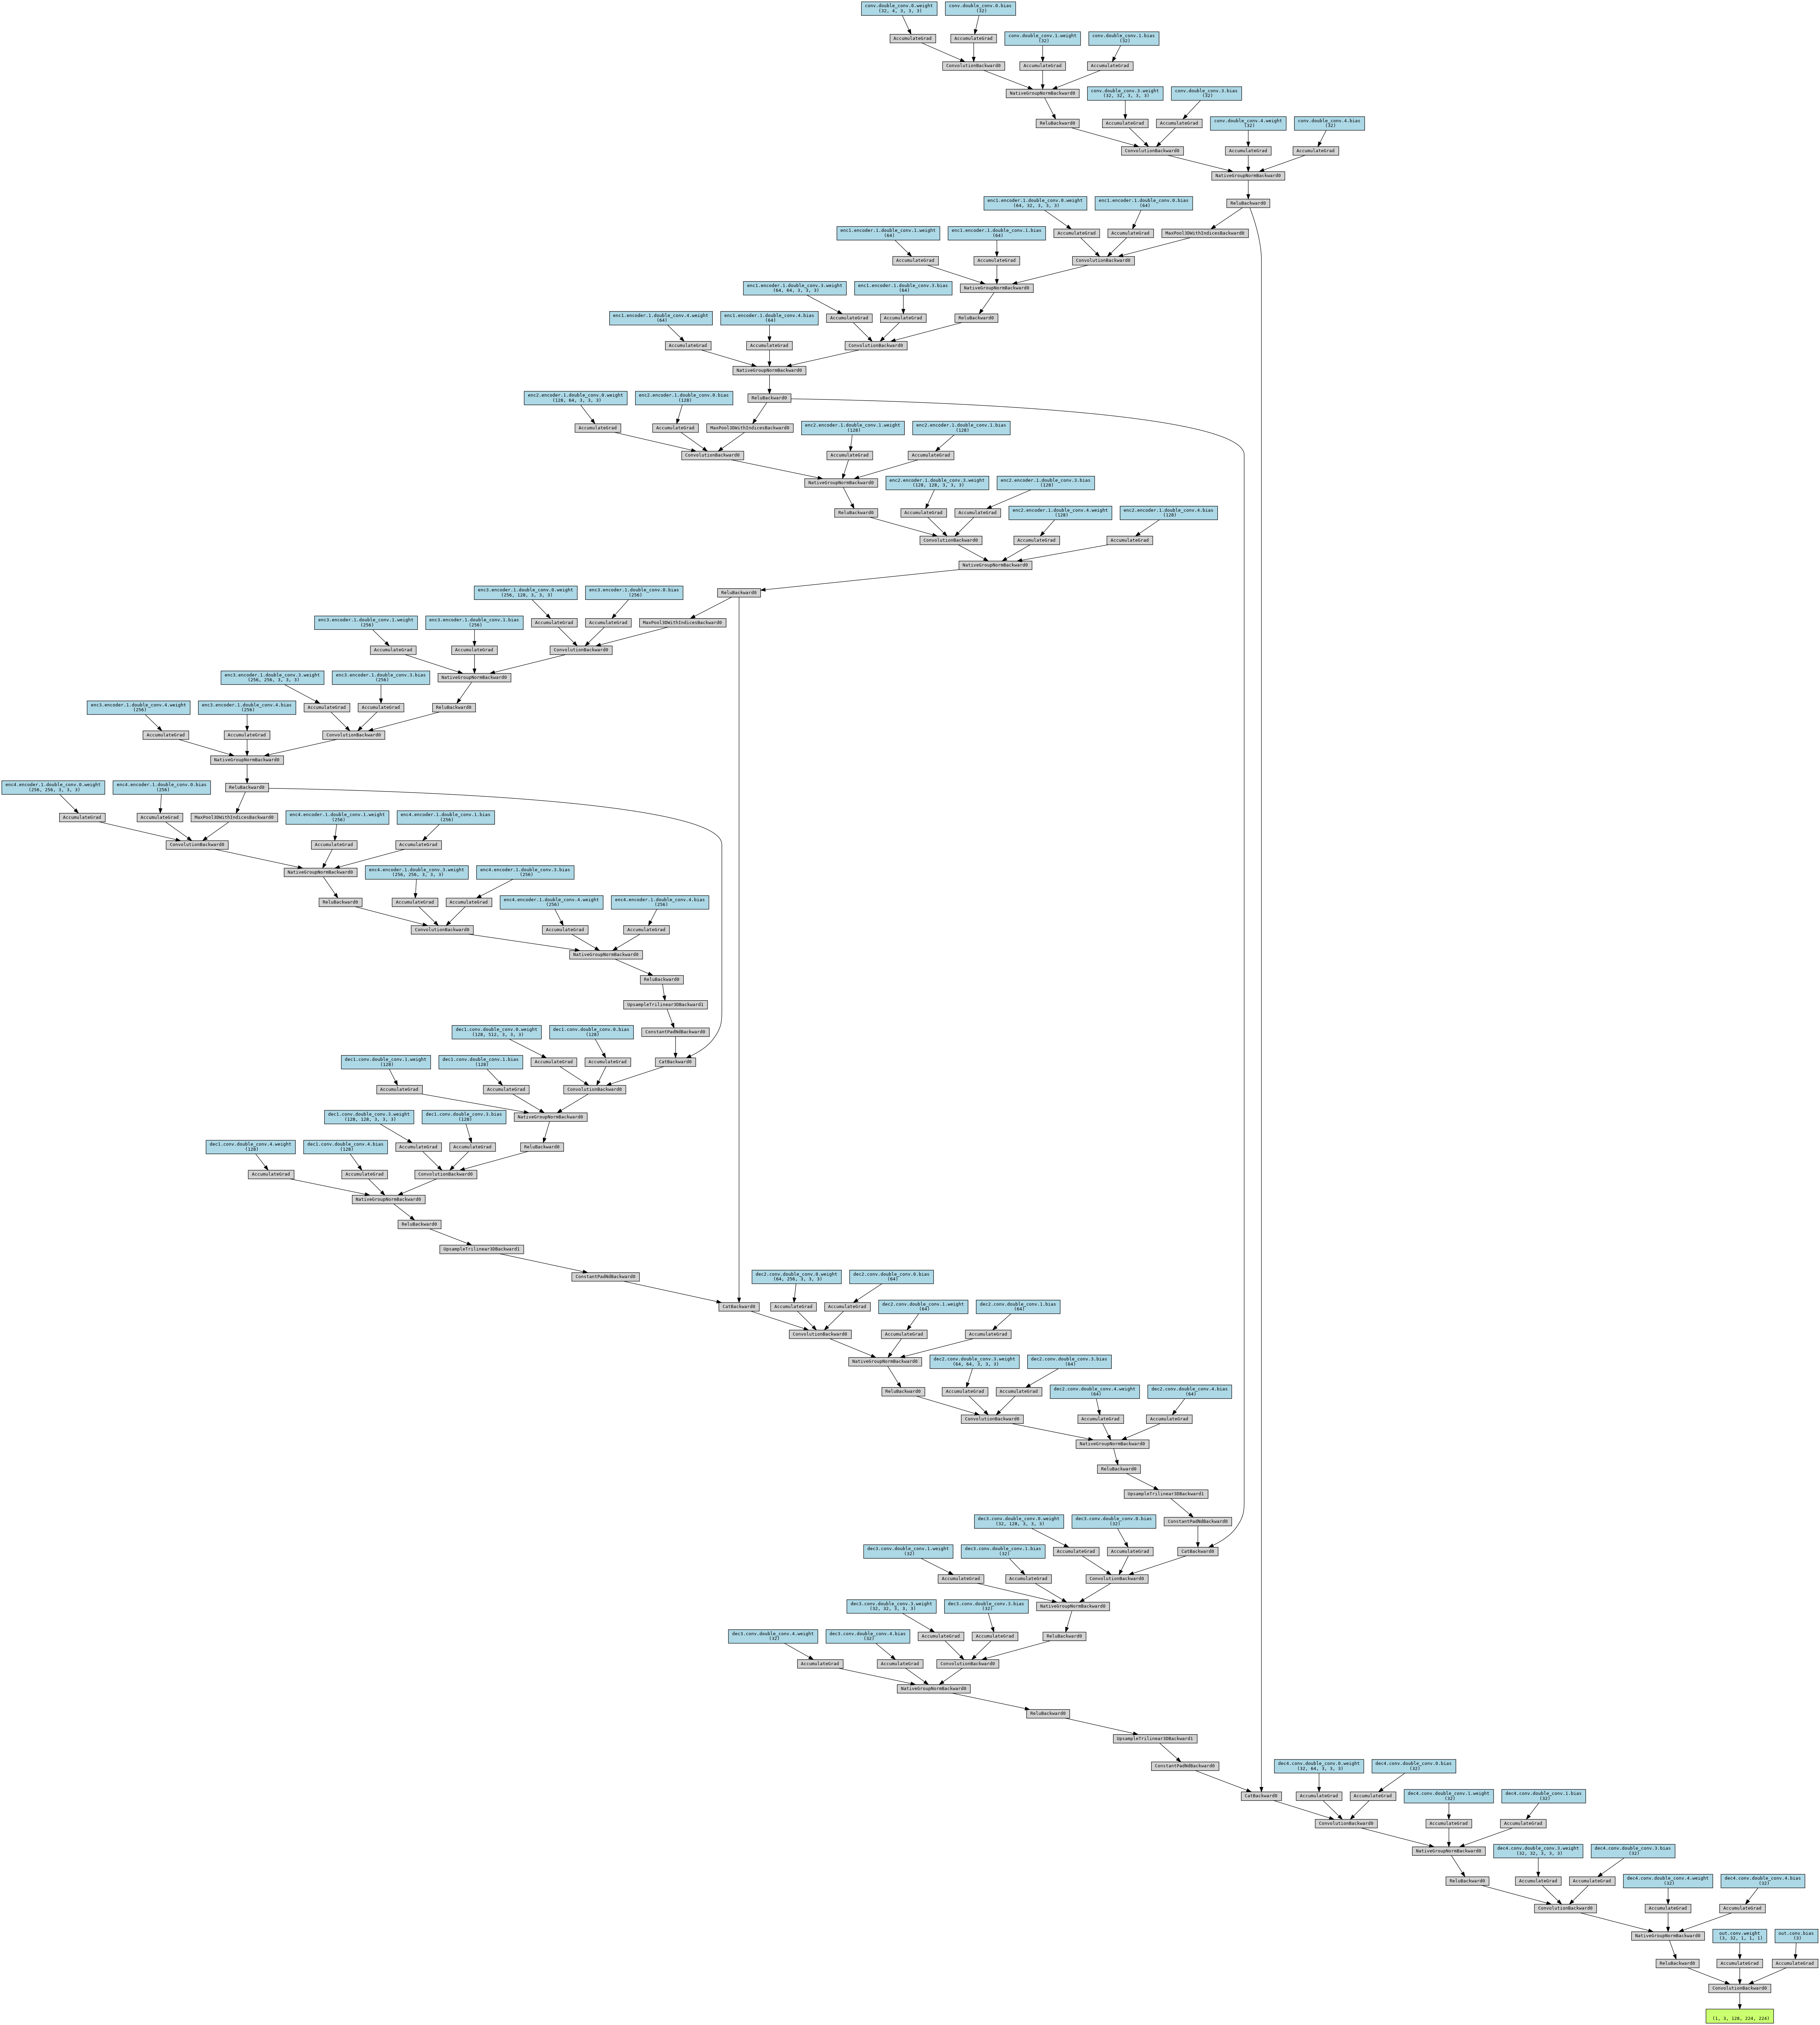 conv.double_conv.0.weight
(32, 4, 3, 3, 3)
conv.double_conv.0.bias
(32)
AccumulateGrad
AccumulateGrad
conv.double_conv.1.weight
(32)
conv.double_conv.1.bias
(32)
ConvolutionBackward0
AccumulateGrad
AccumulateGrad
NativeGroupNormBackward0
conv.double_conv.3.weight
(32, 32, 3, 3, 3)
conv.double_conv.3.bias
(32)
ReluBackward0
AccumulateGrad
AccumulateGrad
conv.double_conv.4.weight
(32)
conv.double_conv.4.bias
(32)
ConvolutionBackward0
AccumulateGrad
AccumulateGrad
NativeGroupNormBackward0
ReluBackward0
enc1.encoder.1.double_conv.0.weight
(64, 32, 3, 3, 3)
enc1.encoder.1.double_conv.0.bias
(64)
AccumulateGrad
AccumulateGrad
MaxPool3DWithIndicesBackward0
enc1.encoder.1.double_conv.1.weight
(64)
enc1.encoder.1.double_conv.1.bias
(64)
AccumulateGrad
AccumulateGrad
ConvolutionBackward0
NativeGroupNormBackward0
enc1.encoder.1.double_conv.3.weight
(64, 64, 3, 3, 3)
enc1.encoder.1.double_conv.3.bias
(64)
AccumulateGrad
AccumulateGrad
ReluBackward0
enc1.encoder.1.double_conv.4.weight
(64)
enc1.encoder.1.double_conv.4.bias
(64)
AccumulateGrad
AccumulateGrad
ConvolutionBackward0
NativeGroupNormBackward0
ReluBackward0
enc2.encoder.1.double_conv.0.weight
(128, 64, 3, 3, 3)
enc2.encoder.1.double_conv.0.bias
(128)
AccumulateGrad
AccumulateGrad
MaxPool3DWithIndicesBackward0
enc2.encoder.1.double_conv.1.weight
(128)
enc2.encoder.1.double_conv.1.bias
(128)
ConvolutionBackward0
AccumulateGrad
AccumulateGrad
NativeGroupNormBackward0
enc2.encoder.1.double_conv.3.weight
(128, 128, 3, 3, 3)
enc2.encoder.1.double_conv.3.bias
(128)
ReluBackward0
AccumulateGrad
AccumulateGrad
enc2.encoder.1.double_conv.4.weight
(128)
enc2.encoder.1.double_conv.4.bias
(128)
ConvolutionBackward0
AccumulateGrad
AccumulateGrad
NativeGroupNormBackward0
ReluBackward0
enc3.encoder.1.double_conv.0.weight
(256, 128, 3, 3, 3)
enc3.encoder.1.double_conv.0.bias
(256)
AccumulateGrad
AccumulateGrad
MaxPool3DWithIndicesBackward0
enc3.encoder.1.double_conv.1.weight
(256)
enc3.encoder.1.double_conv.1.bias
(256)
AccumulateGrad
AccumulateGrad
ConvolutionBackward0
NativeGroupNormBackward0
enc3.encoder.1.double_conv.3.weight
(256, 256, 3, 3, 3)
enc3.encoder.1.double_conv.3.bias
(256)
AccumulateGrad
AccumulateGrad
ReluBackward0
enc3.encoder.1.double_conv.4.weight
(256)
enc3.encoder.1.double_conv.4.bias
(256)
AccumulateGrad
AccumulateGrad
ConvolutionBackward0
NativeGroupNormBackward0
ReluBackward0
enc4.encoder.1.double_conv.0.weight
(256, 256, 3, 3, 3)
enc4.encoder.1.double_conv.0.bias
(256)
AccumulateGrad
AccumulateGrad
MaxPool3DWithIndicesBackward0
enc4.encoder.1.double_conv.1.weight
(256)
enc4.encoder.1.double_conv.1.bias
(256)
ConvolutionBackward0
AccumulateGrad
AccumulateGrad
NativeGroupNormBackward0
enc4.encoder.1.double_conv.3.weight
(256, 256, 3, 3, 3)
enc4.encoder.1.double_conv.3.bias
(256)
ReluBackward0
AccumulateGrad
AccumulateGrad
enc4.encoder.1.double_conv.4.weight
(256)
enc4.encoder.1.double_conv.4.bias
(256)
ConvolutionBackward0
AccumulateGrad
AccumulateGrad
NativeGroupNormBackward0
ReluBackward0
UpsampleTrilinear3DBackward1
dec1.conv.double_conv.0.weight
(128, 512, 3, 3, 3)
dec1.conv.double_conv.0.bias
(128)
ConstantPadNdBackward0
AccumulateGrad
AccumulateGrad
CatBackward0
dec1.conv.double_conv.1.weight
(128)
dec1.conv.double_conv.1.bias
(128)
AccumulateGrad
AccumulateGrad
ConvolutionBackward0
NativeGroupNormBackward0
dec1.conv.double_conv.3.weight
(128, 128, 3, 3, 3)
dec1.conv.double_conv.3.bias
(128)
AccumulateGrad
AccumulateGrad
ReluBackward0
dec1.conv.double_conv.4.weight
(128)
dec1.conv.double_conv.4.bias
(128)
AccumulateGrad
AccumulateGrad
ConvolutionBackward0
NativeGroupNormBackward0
ReluBackward0
UpsampleTrilinear3DBackward1
ConstantPadNdBackward0
dec2.conv.double_conv.0.weight
(64, 256, 3, 3, 3)
dec2.conv.double_conv.0.bias
(64)
CatBackward0
AccumulateGrad
AccumulateGrad
dec2.conv.double_conv.1.weight
(64)
dec2.conv.double_conv.1.bias
(64)
ConvolutionBackward0
AccumulateGrad
AccumulateGrad
NativeGroupNormBackward0
dec2.conv.double_conv.3.weight
(64, 64, 3, 3, 3)
dec2.conv.double_conv.3.bias
(64)
ReluBackward0
AccumulateGrad
AccumulateGrad
dec2.conv.double_conv.4.weight
(64)
dec2.conv.double_conv.4.bias
(64)
ConvolutionBackward0
AccumulateGrad
AccumulateGrad
NativeGroupNormBackward0
ReluBackward0
UpsampleTrilinear3DBackward1
dec3.conv.double_conv.0.weight
(32, 128, 3, 3, 3)
dec3.conv.double_conv.0.bias
(32)
ConstantPadNdBackward0
AccumulateGrad
AccumulateGrad
CatBackward0
dec3.conv.double_conv.1.weight
(32)
dec3.conv.double_conv.1.bias
(32)
AccumulateGrad
AccumulateGrad
ConvolutionBackward0
NativeGroupNormBackward0
dec3.conv.double_conv.3.weight
(32, 32, 3, 3, 3)
dec3.conv.double_conv.3.bias
(32)
AccumulateGrad
AccumulateGrad
ReluBackward0
dec3.conv.double_conv.4.weight
(32)
dec3.conv.double_conv.4.bias
(32)
AccumulateGrad
AccumulateGrad
ConvolutionBackward0
NativeGroupNormBackward0
ReluBackward0
UpsampleTrilinear3DBackward1
ConstantPadNdBackward0
dec4.conv.double_conv.0.weight
(32, 64, 3, 3, 3)
dec4.conv.double_conv.0.bias
(32)
CatBackward0
AccumulateGrad
AccumulateGrad
dec4.conv.double_conv.1.weight
(32)
dec4.conv.double_conv.1.bias
(32)
ConvolutionBackward0
AccumulateGrad
AccumulateGrad
NativeGroupNormBackward0
dec4.conv.double_conv.3.weight
(32, 32, 3, 3, 3)
dec4.conv.double_conv.3.bias
(32)
ReluBackward0
AccumulateGrad
AccumulateGrad
dec4.conv.double_conv.4.weight
(32)
dec4.conv.double_conv.4.bias
(32)
ConvolutionBackward0
AccumulateGrad
AccumulateGrad
NativeGroupNormBackward0
out.conv.weight
(3, 32, 1, 1, 1)
out.conv.bias
(3)
ReluBackward0
AccumulateGrad
AccumulateGrad
ConvolutionBackward0
(1, 3, 128, 224, 224)